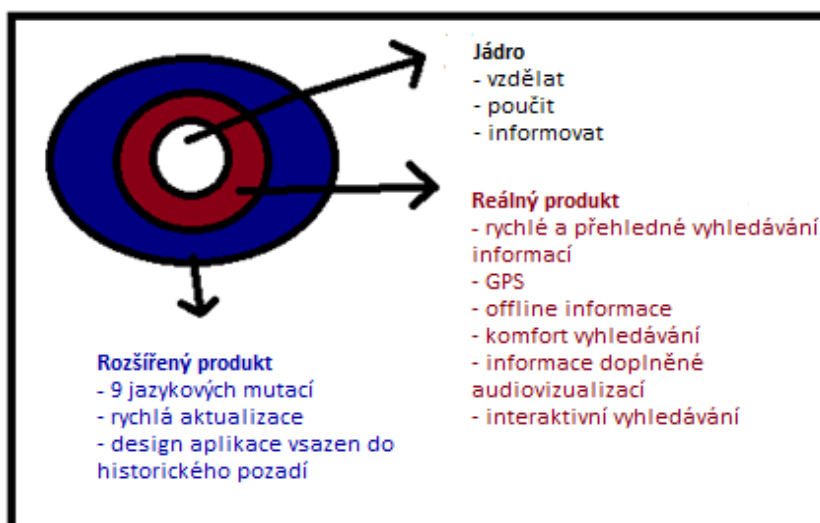 Jádro
- vzdělat
- poučit
- informovat
Reálný produkt
- rychlé a přehledné vyhledávání
informací
- GPS
- offline informace
- komfort vyhledávání
- informace doplněné
audiovizualizací
- interaktivní vyhledávání
Rozšířený produkt
- 9 jazykových mutací
- rychlá aktualizace
- design aplikace vsazen do
historického pozadí